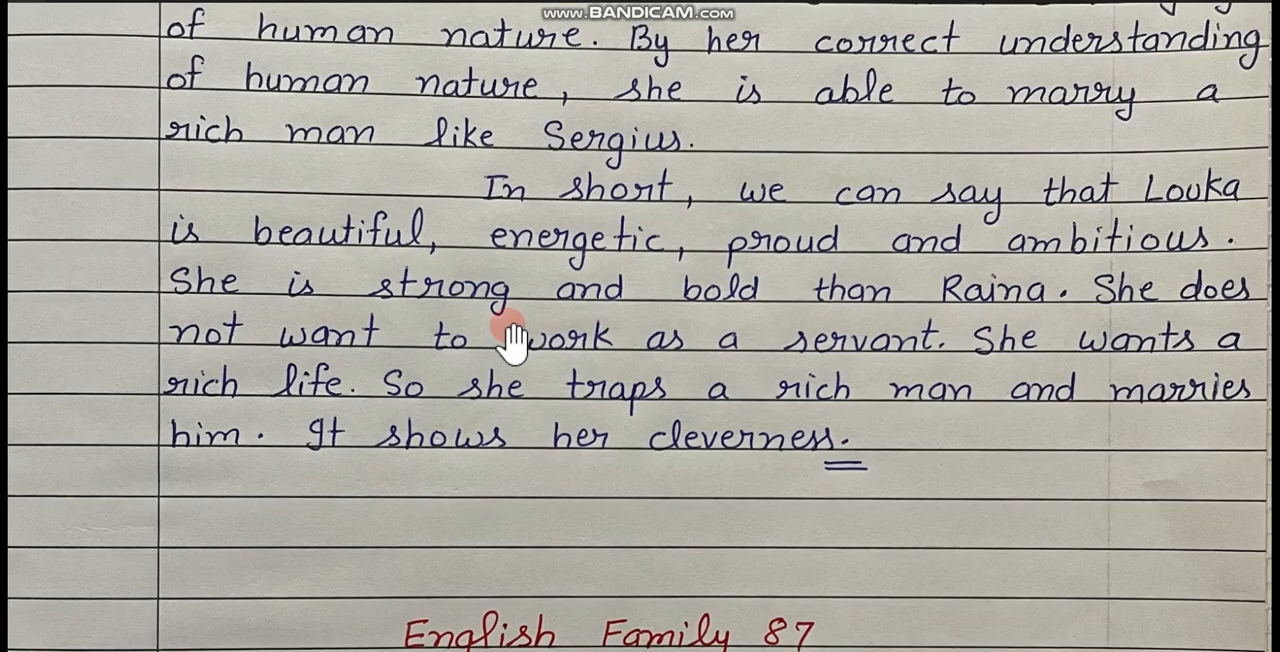 www.BANDICAM.com
of human nature. By her correct understanding
of human nature, she is able to marry a
rich man like Sergius.
In short, we can say that Louka
is beautiful, energetic, proud and ambitious.
She is strong and bold than Raina. She does
not want to work as a servant. She wants a
rich life. So she traps a rich man and marries
him. It shows her cleverness.
English Family 87